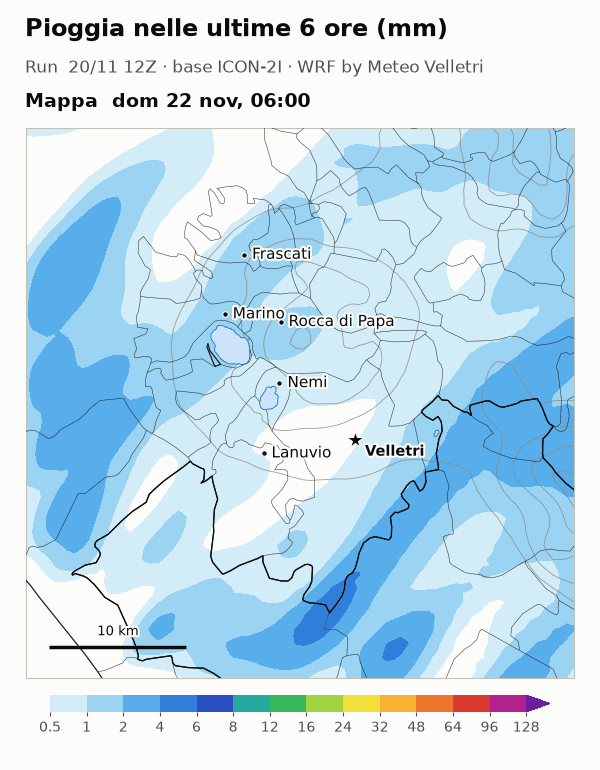 Pioggia nelle ultime 6 ore (mm)
Run 20/11 12Z · base ICON-2I · WRF by Meteo Velletri
Mappa dom 22 nov, 06:00
Frascati
Marino
Rocca di Papa
Nemi
Velletri
Lanuvio
10 km
0.5 1 2 4 6 8 12 16 24 32 48 64 96 128